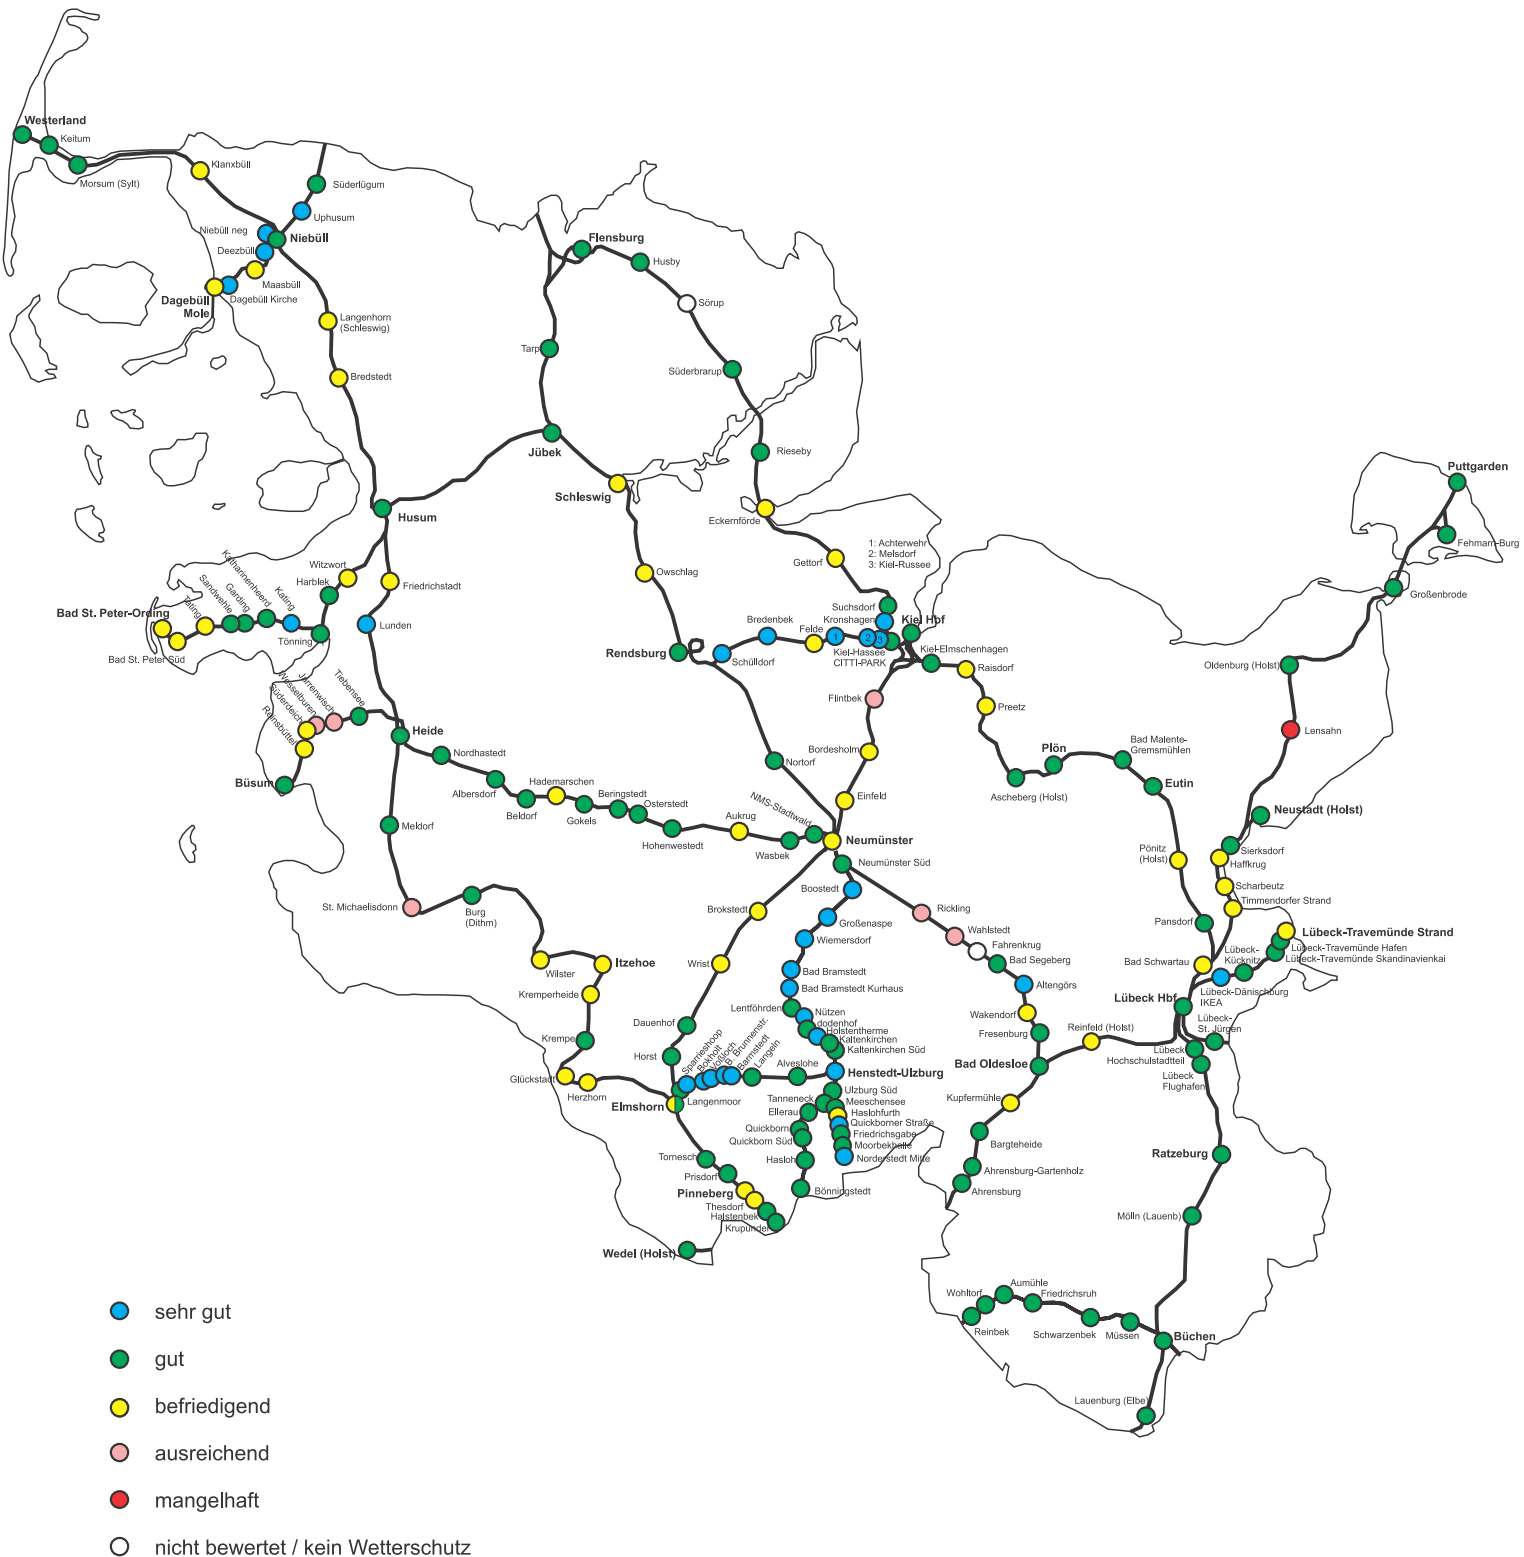 Westerland
Keitum
Morsum (Sylt)
Klanxbüll
Süderlügum
Uphusum
Niebüll neg
Niebüll
Deezbüll
Maasbüll
Dagebüll Kirche
Dagebüll
Mole
Langenhorn
(Schleswig)
Bredstedt
Flensburg
Husby
Sörup
Tarp
Süderbrarup
Jübek
Rieseby
Schleswig
Husum
Eckernförde
Gettorf
1: Achterwehr
2: Melsdorf
3: Kiel-Russee
Puttgarden
Fehmarn-Burg
Großenbrode
Oldenburg (Holst)
Lensahn
Neustadt (Holst)
Witzwort
Harblek
Friedrichstadt
Owschlag
Katharinenheerd
Sandwehle
Garding
Kating
Tating
Bad St. Peter-Ording
Bad St. Peter Süd
Tönning
Lunden
Suchsdorf
Kronshagen
Kiel Hbf
Bredenbek
Felde
1
2
3
Kiel-Hassee
CITTI-PARK
Rendsburg
Schülldorf
Kiel-Elmschenhagen
Raisdorf
Preetz
Flintbek
Tiebensee
Jarrenwisch
Wesselburen
Süderdeich
Reinsbüttel
Büsum
Heide
Nordhastedt
Albersdorf
Beldorf
Hademarschen
Gokels
Beringstedt
Osterstedt
Hohenwestedt
Aukrug
Wasbek
NMS-Stadtwald
Nortorf
Bordesholm
Einfeld
Neumünster
Neumünster Süd
Plön
Ascheberg (Holst)
Bad Malente-
Gremsmühlen
Eutin
Pönitz
(Holst)
Sierksdorf
Haffkrug
Scharbeutz
Timmendorfer Strand
Pansdorf
Lübeck-Travemünde Strand
Lübeck-Travemünde Hafen
Lübeck-Travemünde Skandinavienkai
Lübeck-
Kücknitz
Bad Schwartau
Lübeck-Dänischburg
IKEA
Lübeck Hbf
Lübeck-
St. Jürgen
Lübeck
Hochschulstadtteil
Lübeck
Flughafen
Meldorf
St. Michaelisdonn
Burg
(Dithm)
Wilster
Itzehoe
Kremperheide
Krempe
Glückstadt
Herzhorn
Elmshorn
Boostedt
Großenaspe
Wiemersdorf
Bad Bramstedt
Bad Bramstedt Kurhaus
Lentföhrden
Nützen
dodenhof
Holstentherme
Kaltenkirchen
Kaltenkirchen Süd
Brokstedt
Wrist
Dauenhof
Horst
Sparrieshoop
Bokholt
Voßloch
B. Brunnenstr.
Barmstedt
Langeln
Alveslohe
Langenmoor
Henstedt-Ulzburg
Ulzburg Süd
Tanneneck
Meeschensee
Ellerau
Haslohfurth
Quickborner Straße
Quickborn
Friedrichsgabe
Quickborn Süd
Moorbekhalle
Hasloh
Norderstedt Mitte
Bönningstedt
Rickling
Wahlstedt
Fahrenkrug
Bad Segeberg
Altengörs
Wakendorf
Fresenburg
Reinfeld (Holst)
Bad Oldesloe
Kupfermühle
Bargteheide
Ahrensburg-Gartenholz
Ahrensburg
Tornesch
Prisdorf
Pinneberg
Thesdorf
Halstenbek
Krupunder
Wedel (Holst)
Ratzeburg
Mölln (Lauenb)
Wohltorf
Aumühle
Friedrichsruh
Reinbek
Schwarzenbek
Müssen
Büchen
Lauenburg (Elbe)
sehr gut
gut
befriedigend
ausreichend
mangelhaft
nicht bewertet / kein Wetterschutz